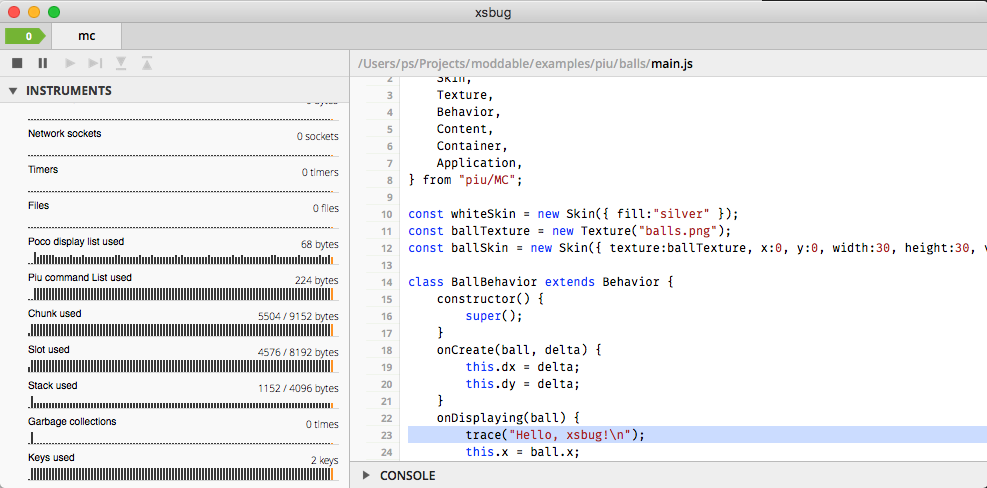 xsbug
0
mc
/Users/ps/Projects/moddable/examples/piu/balls/main.js
INSTRUMENTS
Network sockets 0 sockets
Timers 0 timers
Files 0 files
Poco display list used 68 bytes
Piu command List used 224 bytes
Chunk used 5504 / 9152 bytes
Slot used 4576 / 8192 bytes
Stack used 1152 / 4096 bytes
Garbage collections 0 times
Keys used 2 keys
2 Skin,
3 Texture,
4 Behavior,
5 Content,
6 Container,
7 Application,
8 } from "piu/MC";
9
10 const whiteSkin = new Skin({ fill:"silver" });
11 const ballTexture = new Texture("balls.png");
12 const ballSkin = new Skin({ texture:ballTexture, x:0, y:0, width:30, height:30,
13
14 class BallBehavior extends Behavior {
15 constructor() {
16 super();
17 }
18 onCreate(ball, delta) {
19 this.dx = delta;
20 this.dy = delta;
21 }
22 onDisplaying(ball) {
23 trace("Hello, xsbug!\n");
24 this.x = ball.x;
CONSOLE